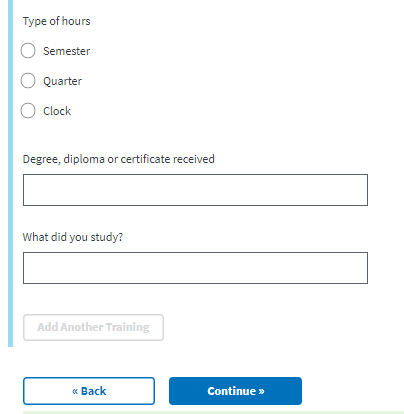 Type of hours
Semester
Quarter
Clock
Degree, diploma or certificate received
What did you study?
Add Another Training
« Back
Continue »